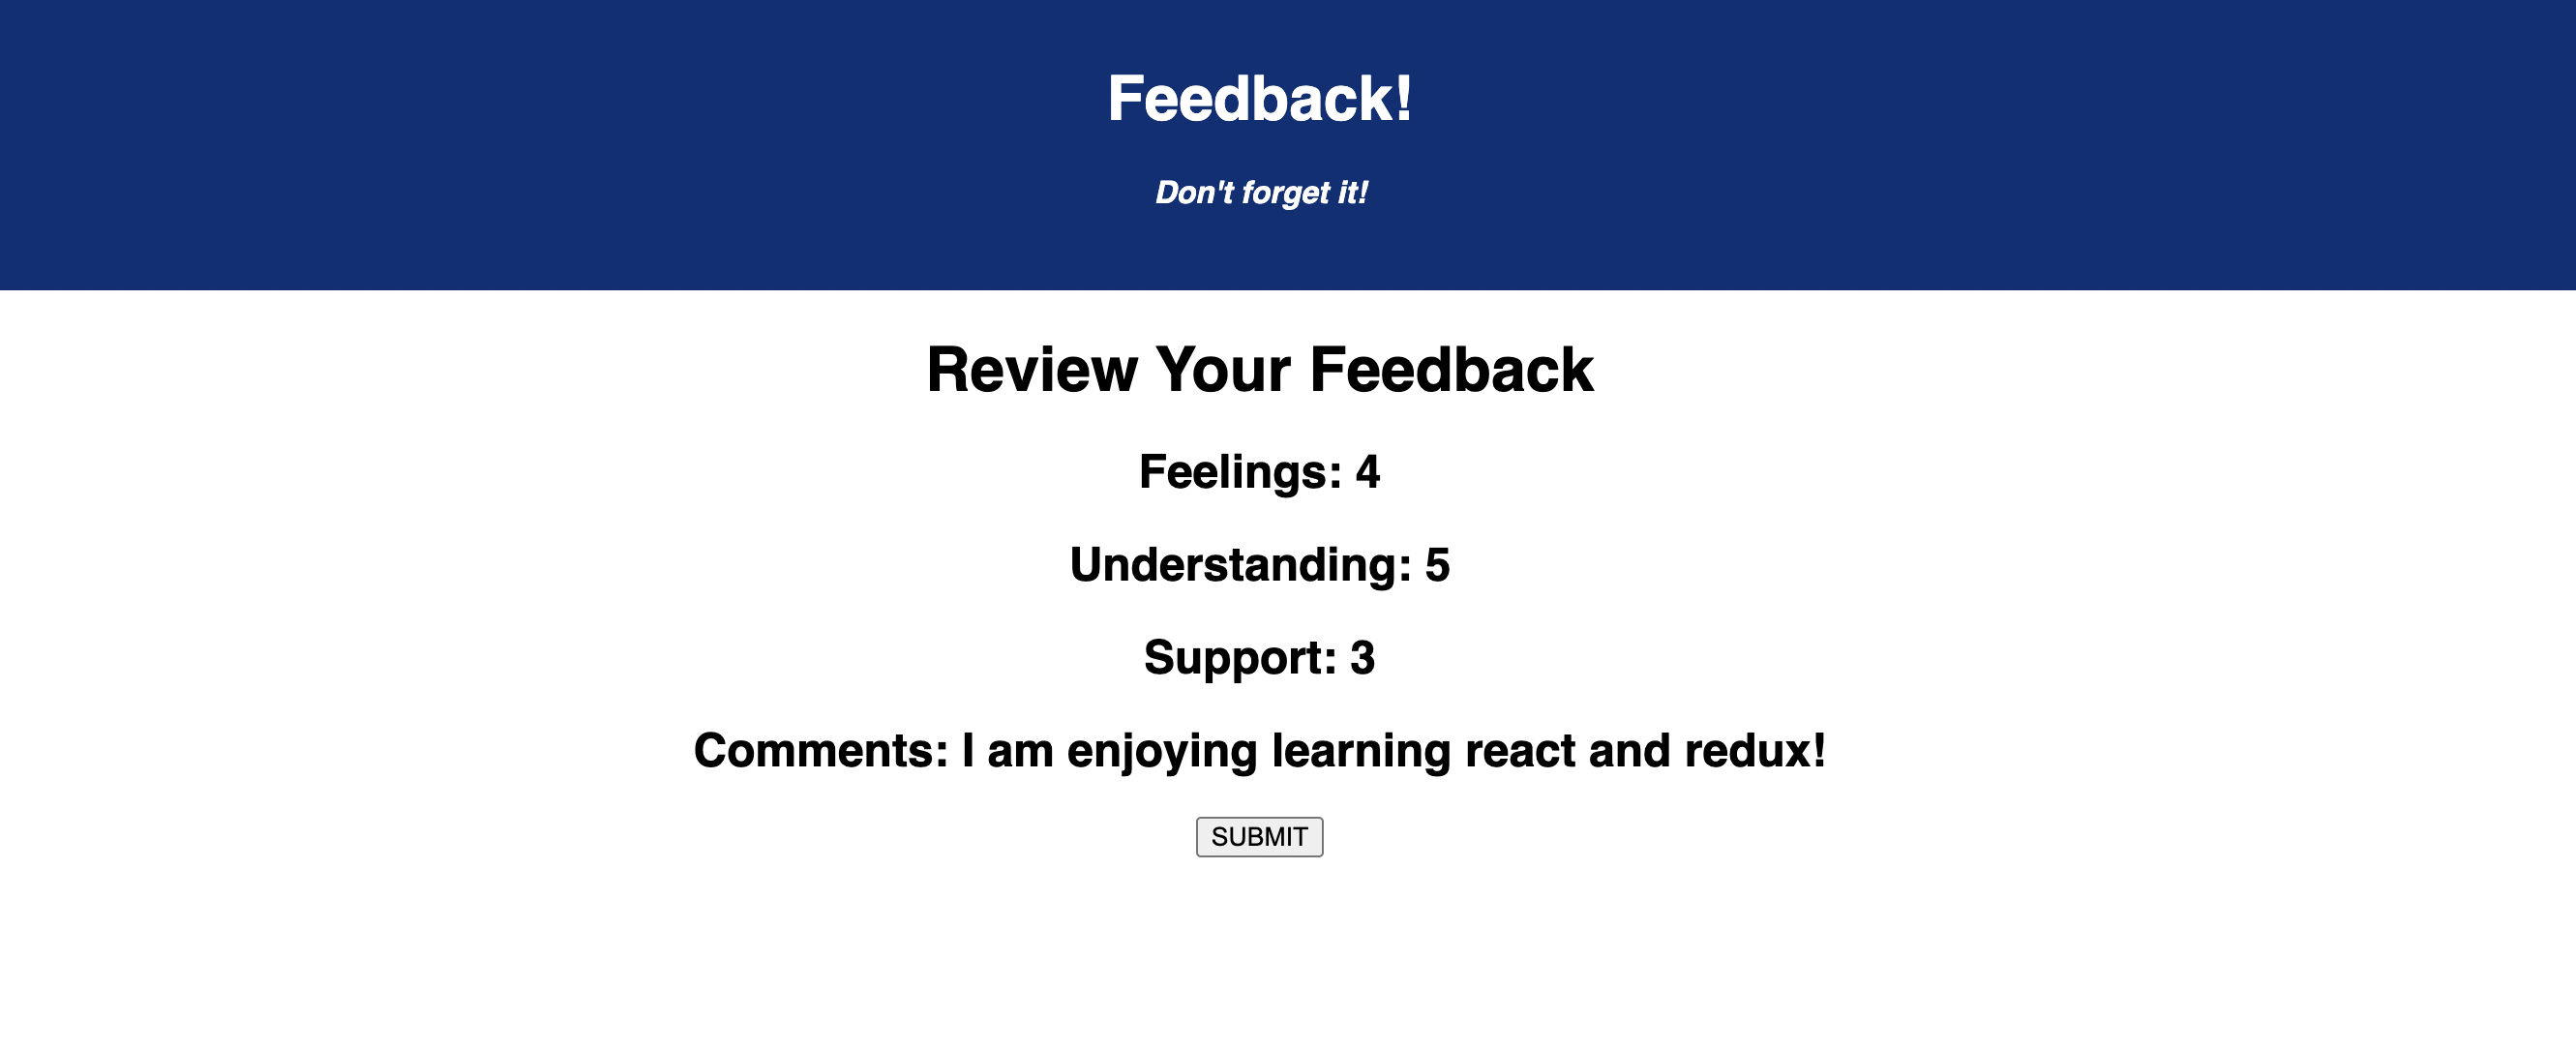 Feedback!
Don't forget it!
Review Your Feedback
Feelings: 4
Understanding: 5
Support: 3
Comments: I am enjoying learning react and redux!
SUBMIT